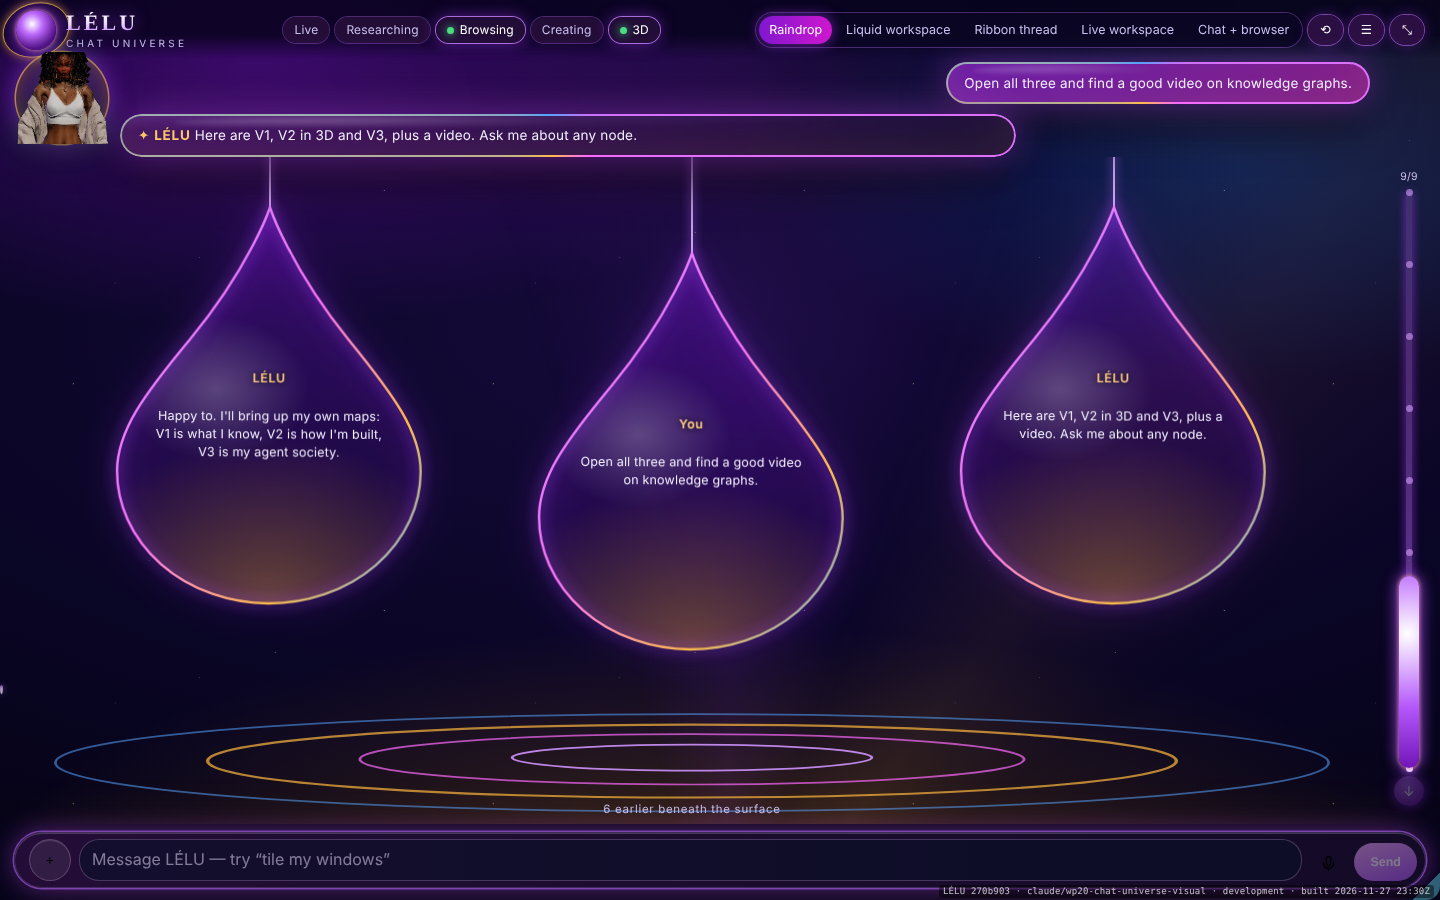 LÉLU
CHAT UNIVERSE
Live
Researching
Browsing
Creating
3D
Raindrop
Liquid workspace
Ribbon thread
Live workspace
Chat + browser
Open all three and find a good video on knowledge graphs.
✦ LÉLU Here are V1, V2 in 3D and V3, plus a video. Ask me about any node.
9/9
LÉLU
Happy to. I'll bring up my own maps:
V1 is what I know, V2 is how I'm built,
V3 is my agent society.
You
Open all three and find a good video
on knowledge graphs.
LÉLU
Here are V1, V2 in 3D and V3, plus a
video. Ask me about any node.
6 earlier beneath the surface
+
Message LÉLU — try “tile my windows”
Send
LÉLU 270b903 · claude/wp20-chat-universe-visual · development · built 2026-11-27 23:30Z